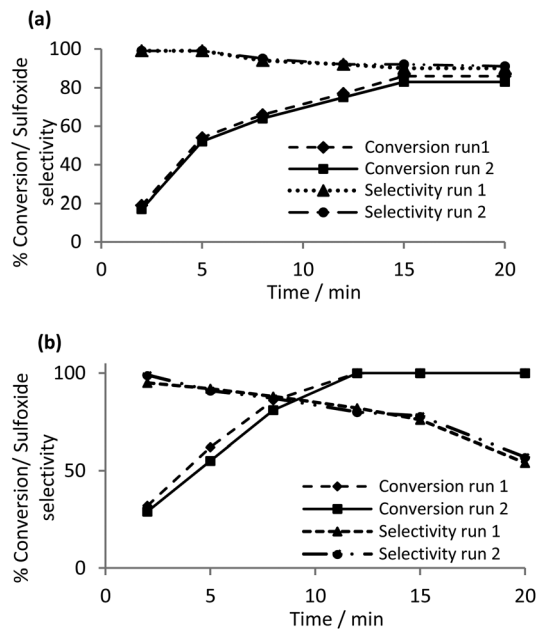 (a)
% Conversion/ Sulfoxide
selectivity
100
80
60
40
20
0
Conversion run1
Conversion run 2
Selectivity run 1
Selectivity run 2
0 5 10 15 20
Time / min
(b)
% Conversion/ Sulfoxide
selectivity
100
50
0
Conversion run 1
Conversion run 2
Selectivity run 1
Selectivity run 2
0 5 10 15 20
Time / min